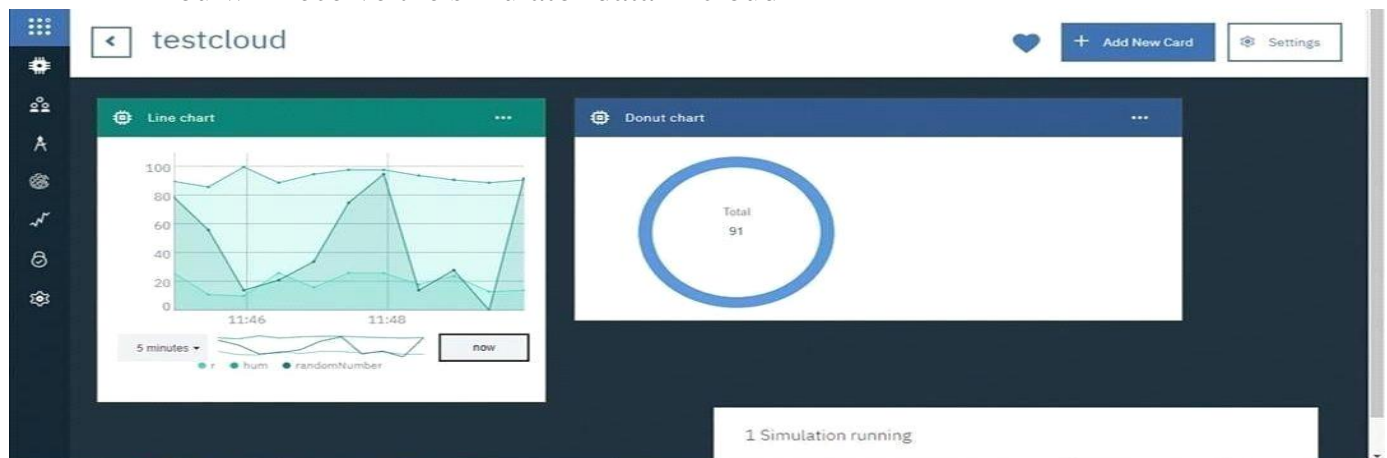 testcloud
+ Add New Card
Settings
Line chart
...
Donut chart
...
100
80
60
40
20
0
11:46
11:48
5 minutes
now
r
hum
randomNumber
Total
91
1 Simulation running